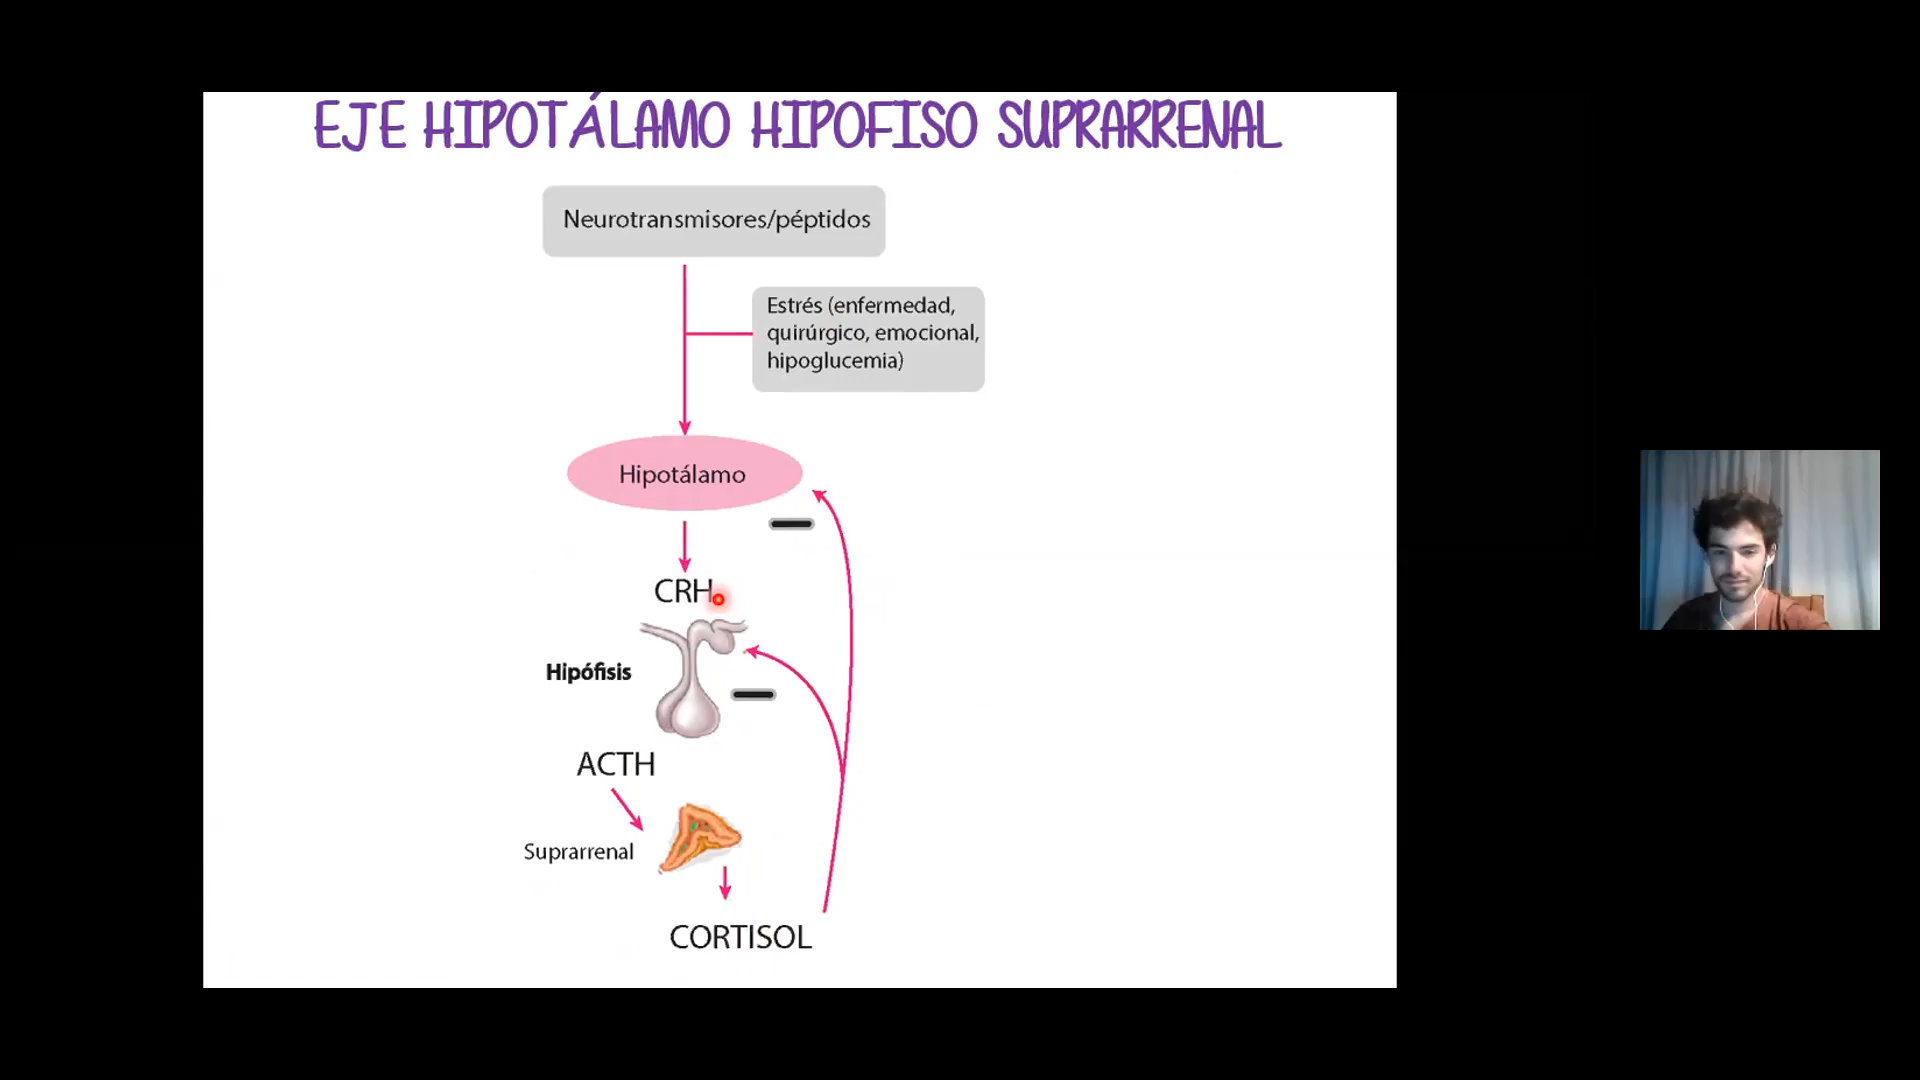 EJE HIPOTÁLAMO HIPOFISO SUPRARRENAL
Neurotransmisores/péptidos
Estrés (enfermedad,
quirúrgico, emocional,
hipoglucemia)
Hipotálamo
CRH
Hipófisis
ACTH
Suprarrenal
CORTISOL